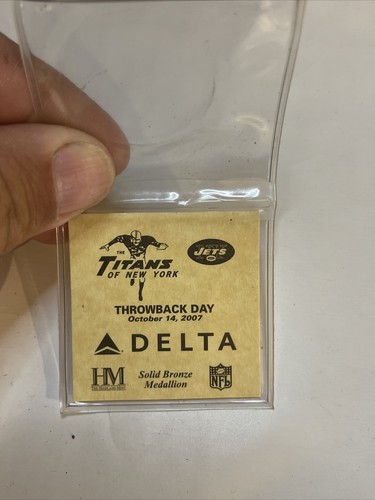 THE
TITANS
OF NEW YORK
JETS
THROWBACK DAY
October 14, 2007
DELTA
HM
Solid Bronze
Medallion
NFL